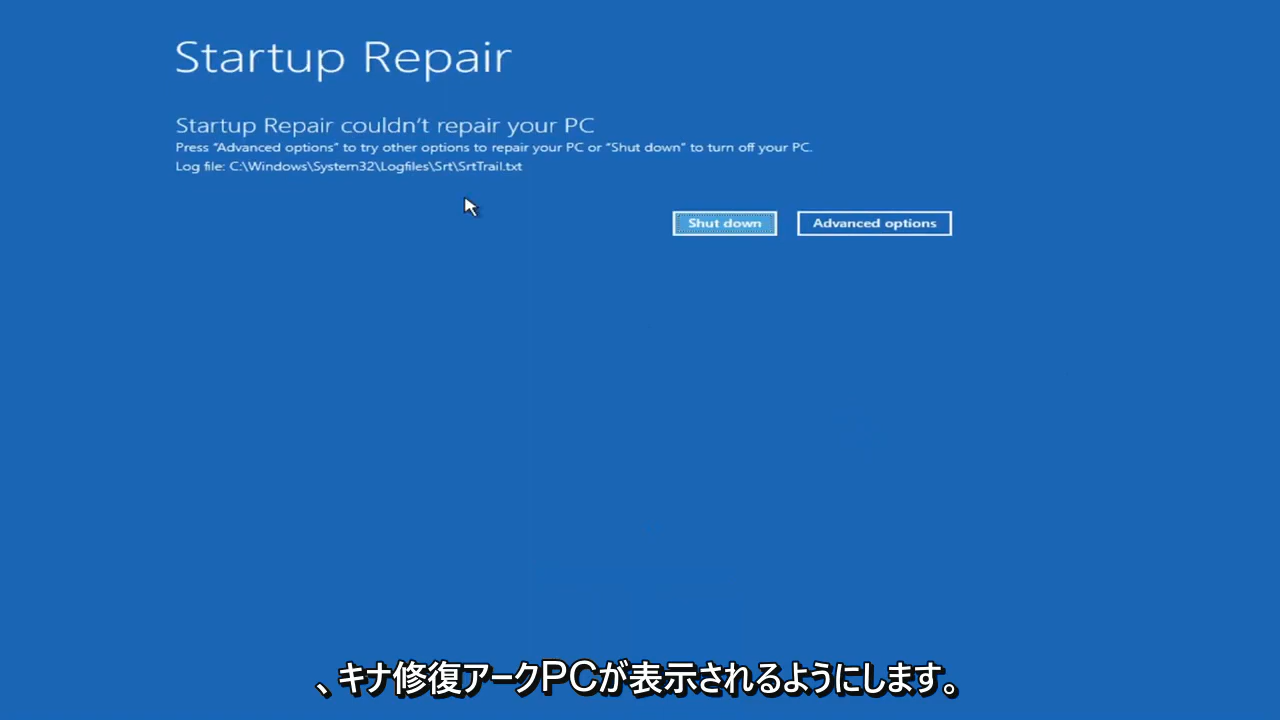 Startup Repair
Startup Repair couldn't repair your PC
Press "Advanced options" to try other options to repair your PC or "Shut down" to turn off your PC.
Log file: C:\Windows\System32\Logfiles\Srt\SrtTrail.txt
Shut down
Advanced options
、キナ修復アークPCが表示されるようにします。